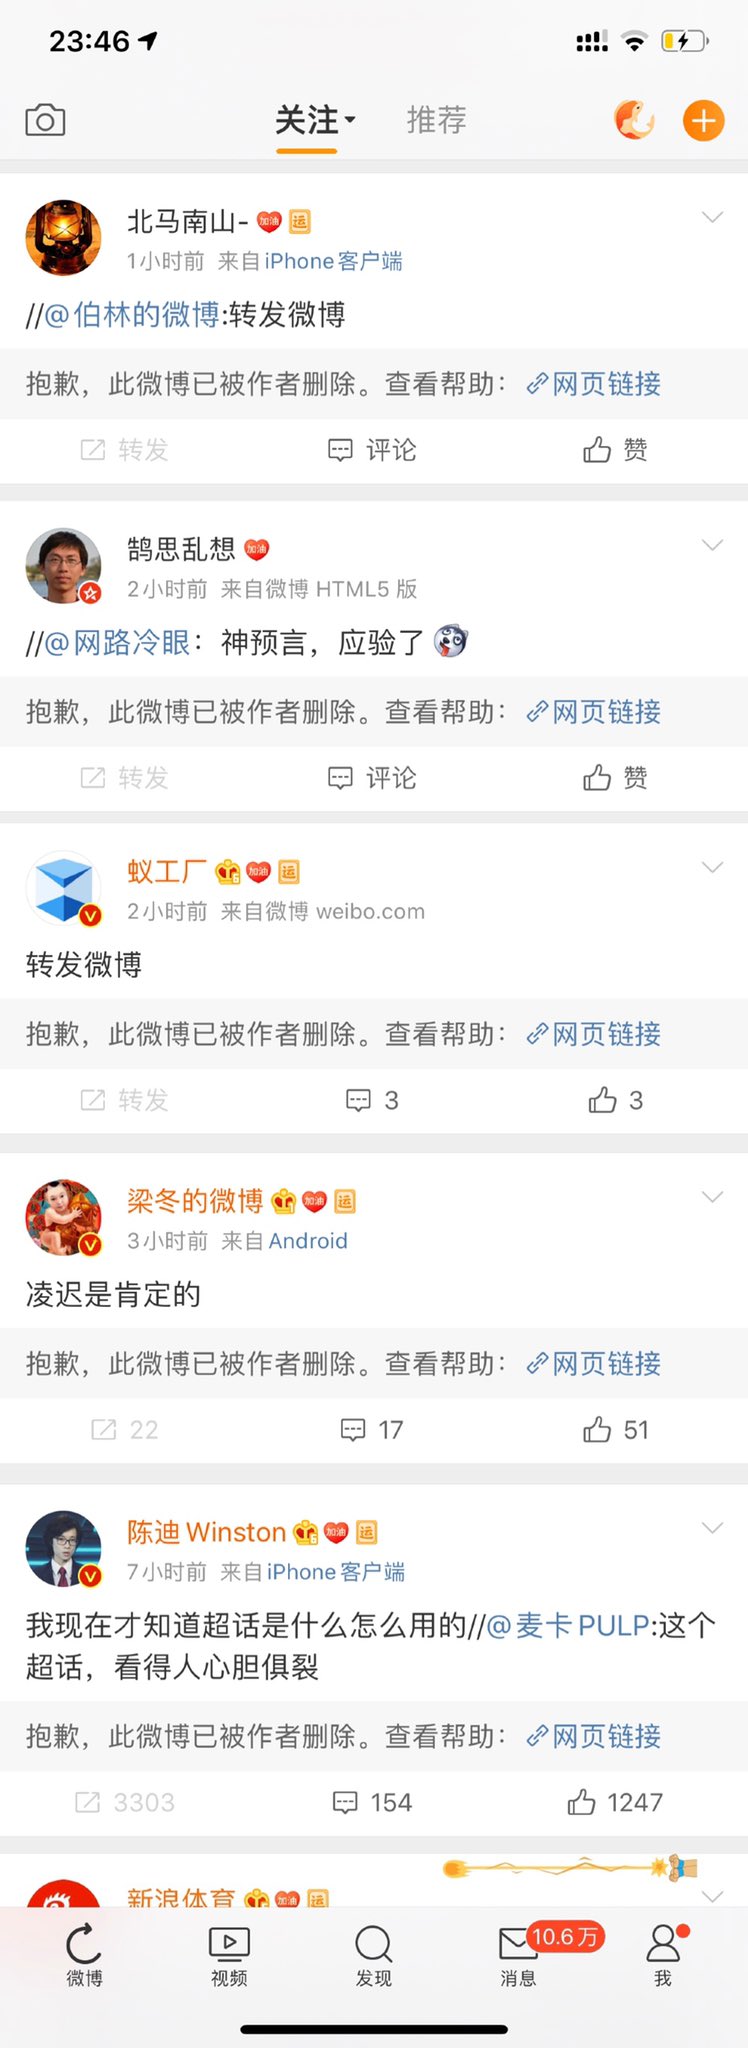 23:46
关注 推荐
北马南山- 加油 运
1小时前 来自iPhone客户端
//@伯林的微博:转发微博
抱歉，此微博已被作者删除。查看帮助： 网页链接
转发 评论 赞
鹄思乱想 加油
2小时前 来自微博 HTML5 版
//@网路冷眼：神预言，应验了
抱歉，此微博已被作者删除。查看帮助： 网页链接
转发 评论 赞
蚁工厂 加油 运
2小时前 来自微博 weibo.com
转发微博
抱歉，此微博已被作者删除。查看帮助： 网页链接
转发 3 3
梁冬的微博 加油 运
3小时前 来自Android
凌迟是肯定的
抱歉，此微博已被作者删除。查看帮助： 网页链接
22 17 51
陈迪Winston 加油 运
7小时前 来自iPhone客户端
我现在才知道超话是什么怎么用的//@麦卡PULP:这个
超话，看得人心胆俱裂
抱歉，此微博已被作者删除。查看帮助： 网页链接
3303 154 1247
新浪体育 加油 运
10.6万
微博 视频 发现 消息 我